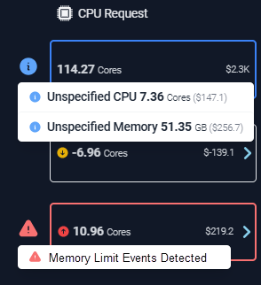 CPU Request
114.27 Cores $2.3K
Unspecified CPU 7.36 Cores ($147.1)
Unspecified Memory 51.35 GB ($256.7)
-6.96 Cores $-139.1
10.96 Cores $219.2
Memory Limit Events Detected